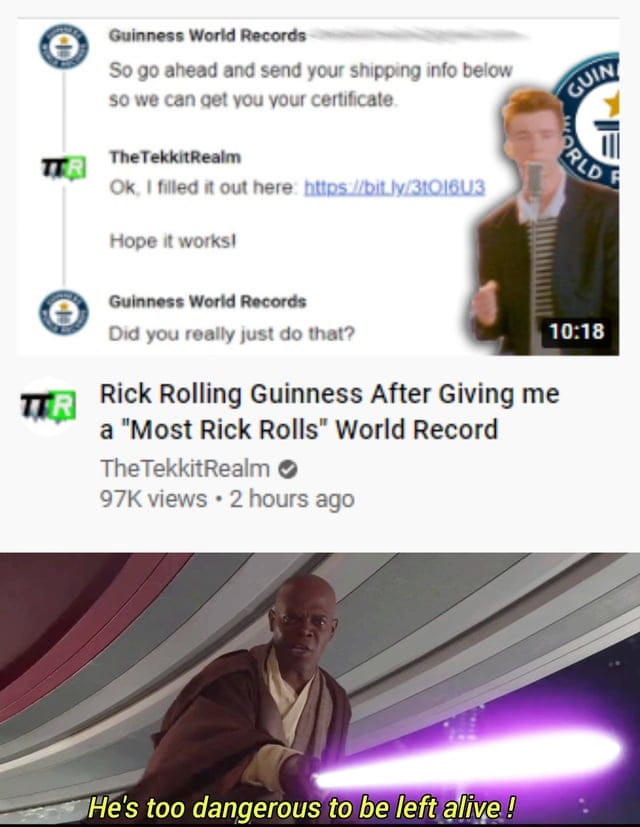 Guinness World Records
So go ahead and send your shipping info below
so we can get you your certificate.
GUIN
WORLD R
TTR
TheTekkitRealm
Ok, I filled it out here: https://bit.ly/3tOI6U3
Hope it works!
Guinness World Records
Did you really just do that?
10:18
TTR
Rick Rolling Guinness After Giving me
a "Most Rick Rolls" World Record
TheTekkitRealm
97K views • 2 hours ago
He's too dangerous to be left alive !